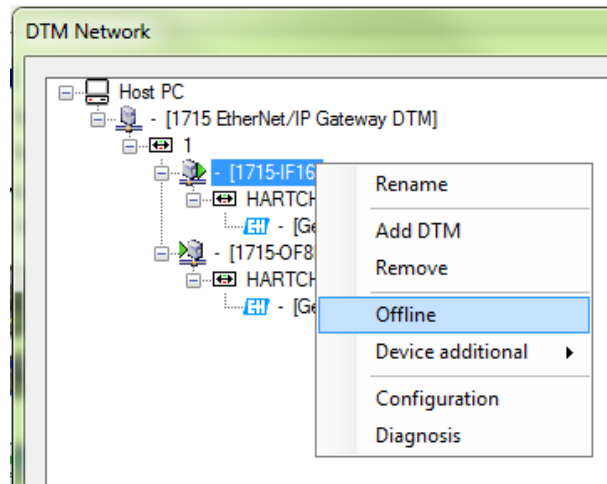 DTM Network
Host PC
- [1715 EtherNet/IP Gateway DTM]
1
- [1715-IF16
Rename
HARTCH
Add DTM
- [Ge
- [1715-OF8
Remove
HARTCH
Offline
- [Ge
Device additional
Configuration
Diagnosis